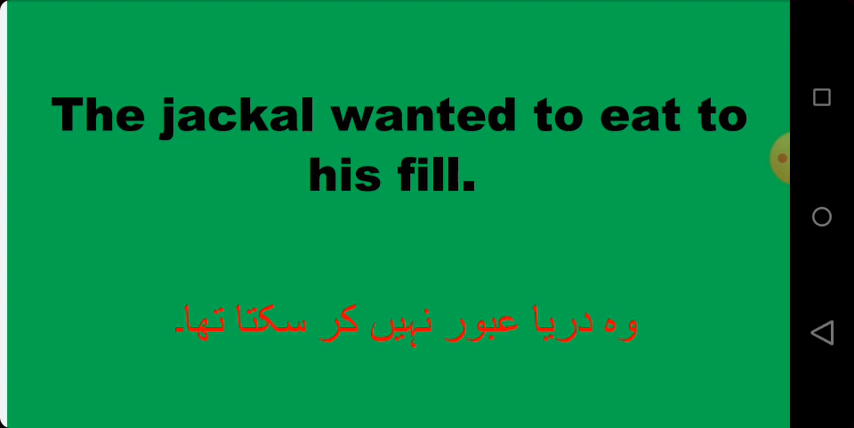 The jackal wanted to eat to
his fill.
وہ دریا عبور نہیں کر سکتا تھا۔